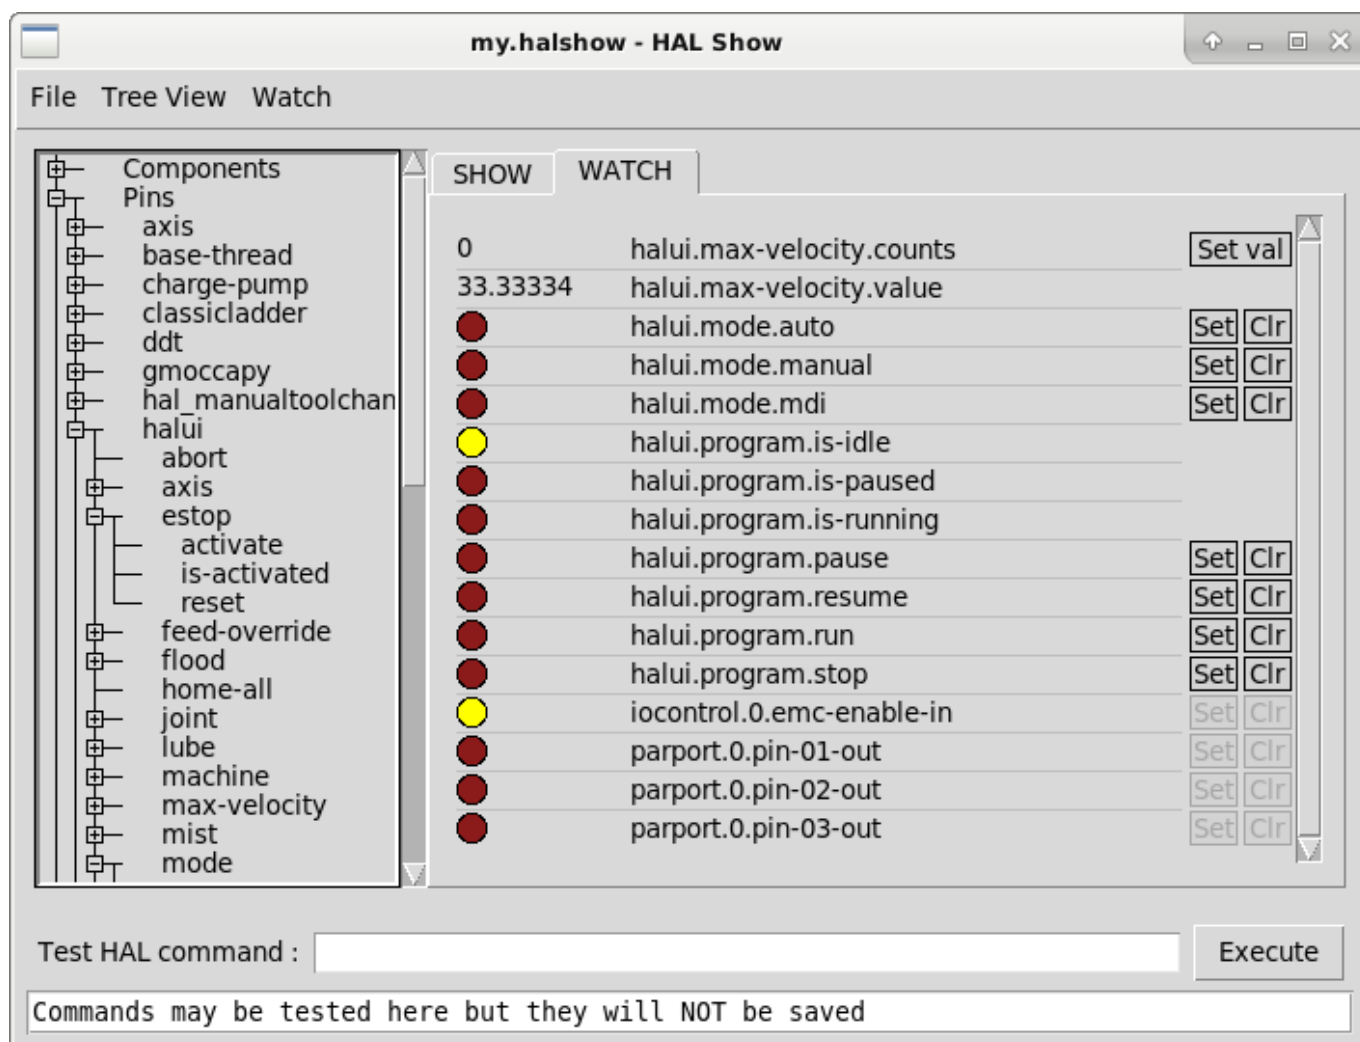 my.halshow - HAL Show
File Tree View Watch
Components
Pins
axis
base-thread
charge-pump
classicladder
ddt
gmoccapy
hal_manualtoolchan
halui
abort
axis
estop
activate
is-activated
reset
feed-override
flood
home-all
joint
lube
machine
max-velocity
mist
mode
SHOW WATCH
0 halui.max-velocity.counts Set val
33.33334 halui.max-velocity.value
halui.mode.auto Set Clr
halui.mode.manual Set Clr
halui.mode.mdi Set Clr
halui.program.is-idle
halui.program.is-paused
halui.program.is-running
halui.program.pause Set Clr
halui.program.resume Set Clr
halui.program.run Set Clr
halui.program.stop Set Clr
iocontrol.0.emc-enable-in Set Clr
parport.0.pin-01-out Set Clr
parport.0.pin-02-out Set Clr
parport.0.pin-03-out Set Clr
Test HAL command : Execute
Commands may be tested here but they will NOT be saved